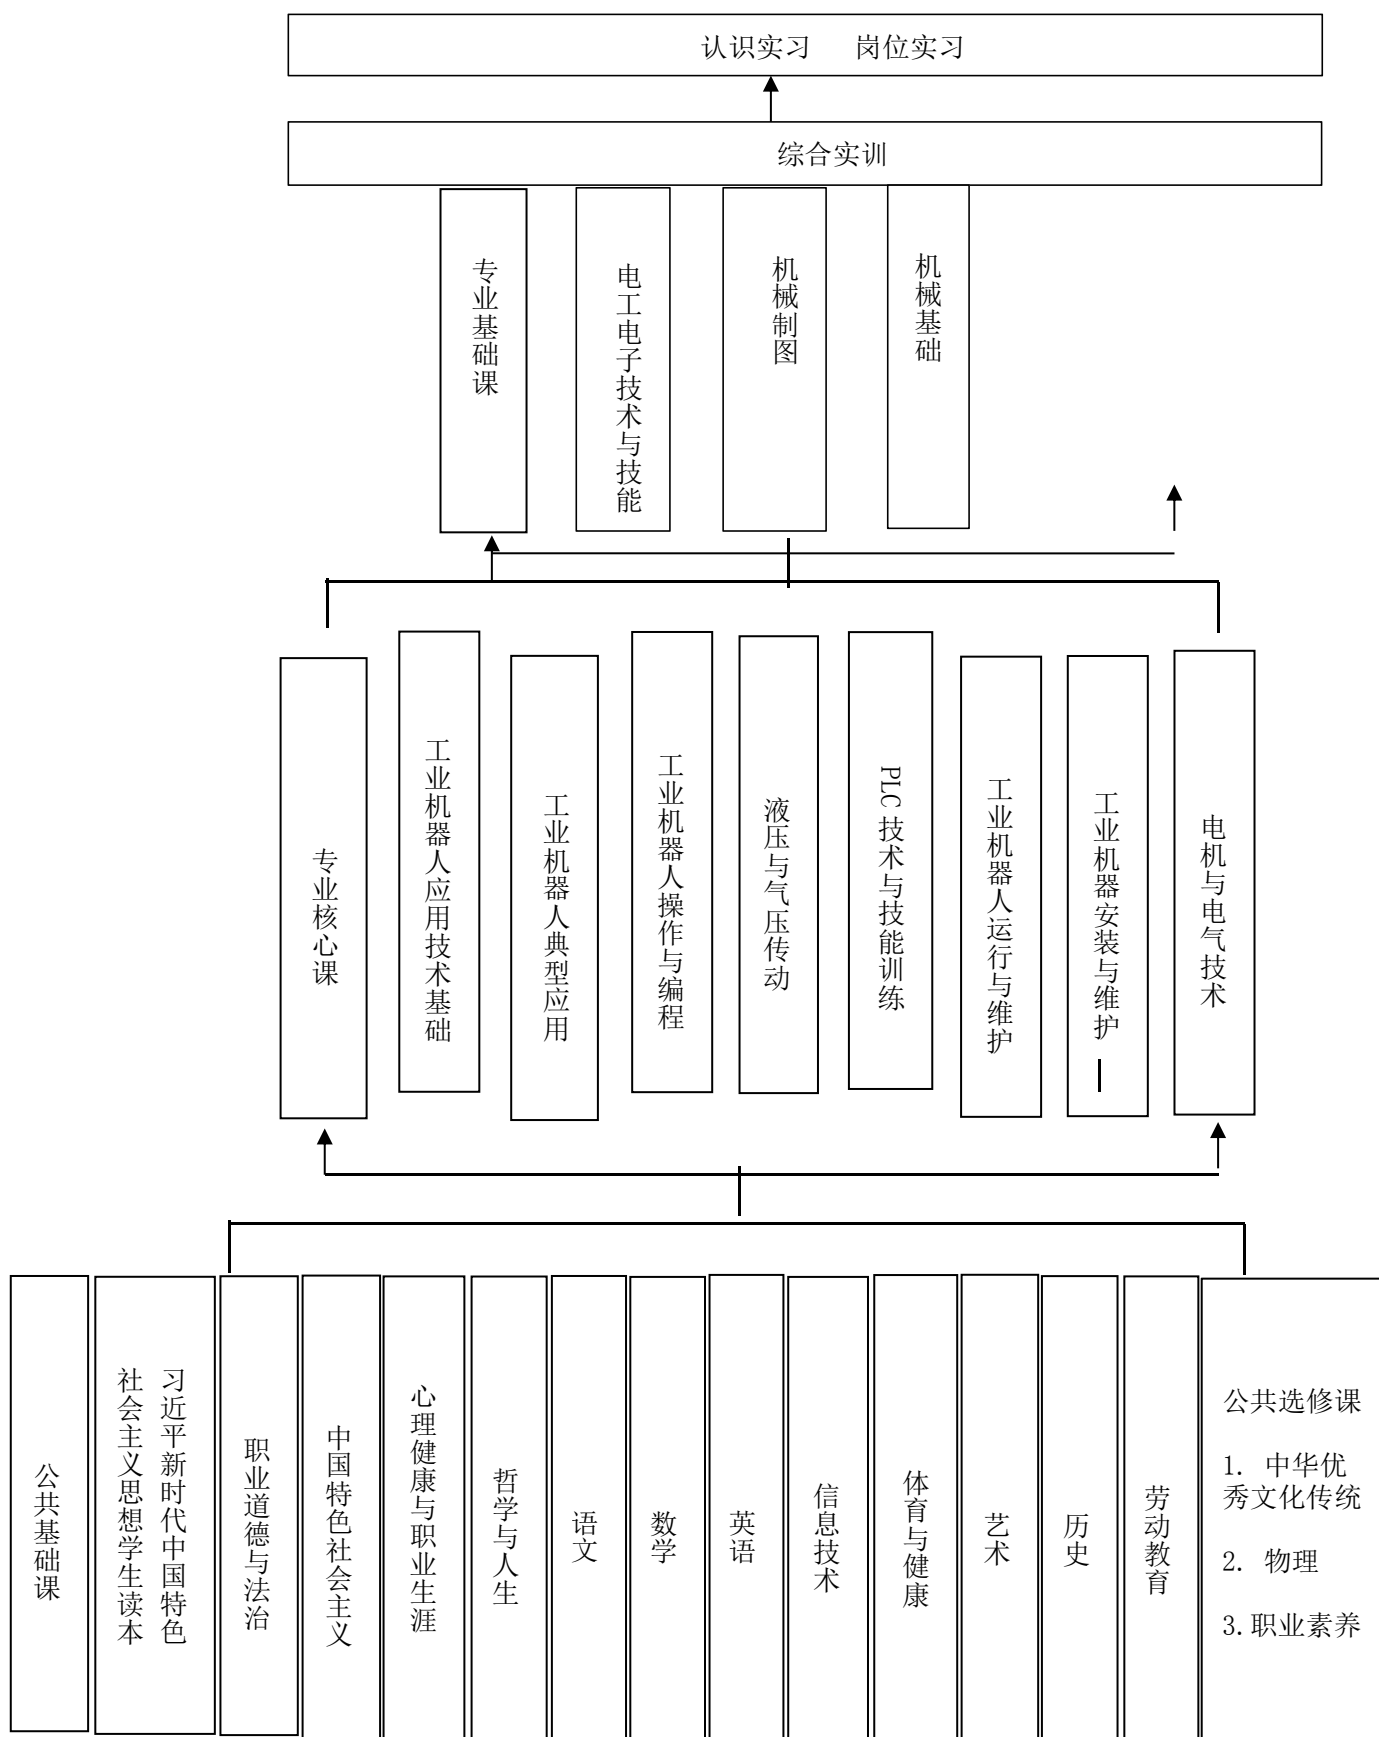 认识实习 岗位实习
综合实训
专业基础课
电工电子技术与技能
机械制图
机械基础
专业核心课
工业机器人应用技术基础
工业机器人典型应用
工业机器人操作与编程
液压与气压传动
PLC 技术与技能训练
工业机器人运行与维护
工业机器安装与维护
电机与电气技术
公共基础课
习近平新时代中国特色
社会主义思想学生读本
职业道德与法治
中国特色社会主义
心理健康与职业生涯
哲学与人生
语文
数学
英语
信息技术
体育与健康
艺术
历史
劳动教育
公共选修课
1. 中华优
秀文化传统
2. 物理
3.职业素养